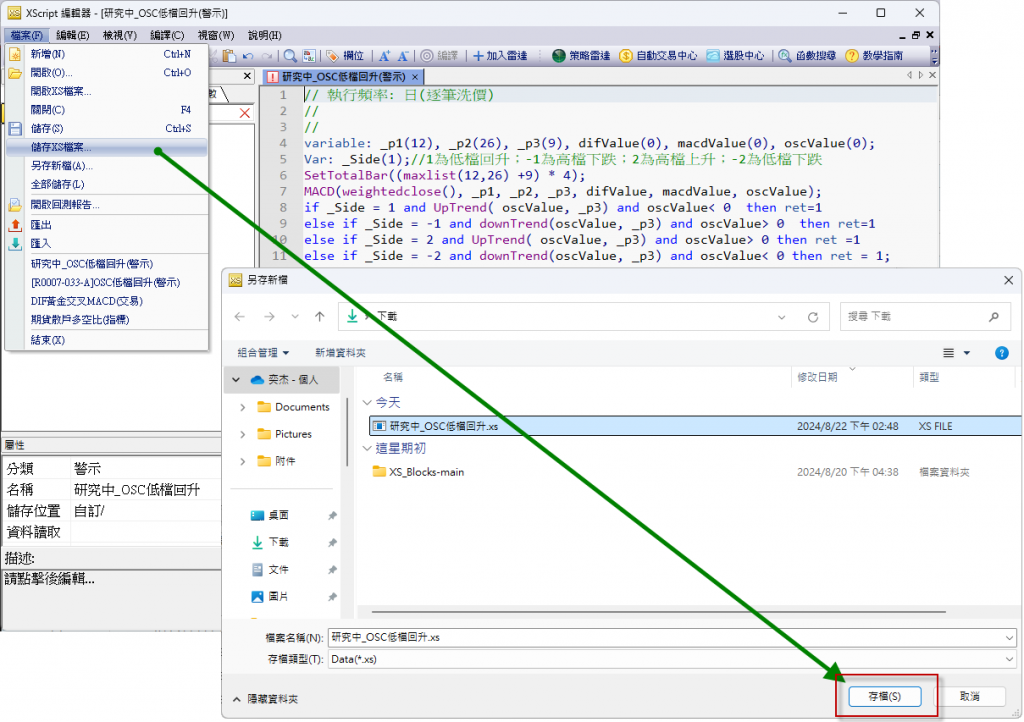 XScript 編輯器 - [研究中_OSC低檔回升(警示)]
檔案(F) 編輯(E) 檢視(V) 編譯(C) 視窗(W) 說明(H)
欄位 編譯 加入雷達 策略雷達 自動交易中心 選股中心 函數搜尋 教學指南
新增(N) Ctrl+N
開啟(O)... Ctrl+O
開啟XS檔案...
關閉(C) F4
儲存(S) Ctrl+S
儲存XS檔案...
另存新檔(A)...
全部儲存(L)
開啟回測報告...
匯出
匯入
研究中_OSC低檔回升(警示)
[R0007-033-A]OSC低檔回升(警示)
DIF黃金交叉MACD(交易)
期貨散戶多空比(指標)
結束(X)
研究中_OSC低檔回升(警示)
1 // 執行頻率: 日(逐筆洗價)
2 //
3 //
4 variable: _p1(12), _p2(26), _p3(9), difValue(0), macdValue(0), oscValue(0);
5 Var: _Side(1);//1為低檔回升；-1為高檔下跌；2為高檔上升；-2為低檔下跌
6 SetTotalBar((maxlist(12,26) +9) * 4);
7 MACD(weightedclose(), _p1, _p2, _p3, difValue, macdValue, oscValue);
8 if _Side = 1 and UpTrend( oscValue, _p3) and oscValue< 0  then ret=1
9 else if _Side = -1 and downTrend(oscValue, _p3) and oscValue> 0  then ret=1
10 else if _Side = 2 and UpTrend( oscValue, _p3) and oscValue> 0 then ret =1
11 else if _Side = -2 and downTrend(oscValue, _p3) and oscValue< 0 then ret = 1;
屬性
分類 警示
名稱 研究中_OSC低檔回升
儲存位置 自訂/
資料讀取
描述:
請點擊後編輯...
另存新檔
下載
搜尋 下載
組合管理 新增資料夾
奕杰 - 個人
Documents
Pictures
附件
桌面
下載
文件
圖片
名稱 修改日期 類型
今天
研究中_OSC低檔回升.xs 2024/8/22 下午 02:48 XS FILE
這星期初
XS_Blocks-main 2024/8/20 下午 04:38 檔案資料夾
檔案名稱(N): 研究中_OSC低檔回升.xs
存檔類型(T): Data(*.xs)
隱藏資料夾
存檔(S) 取消